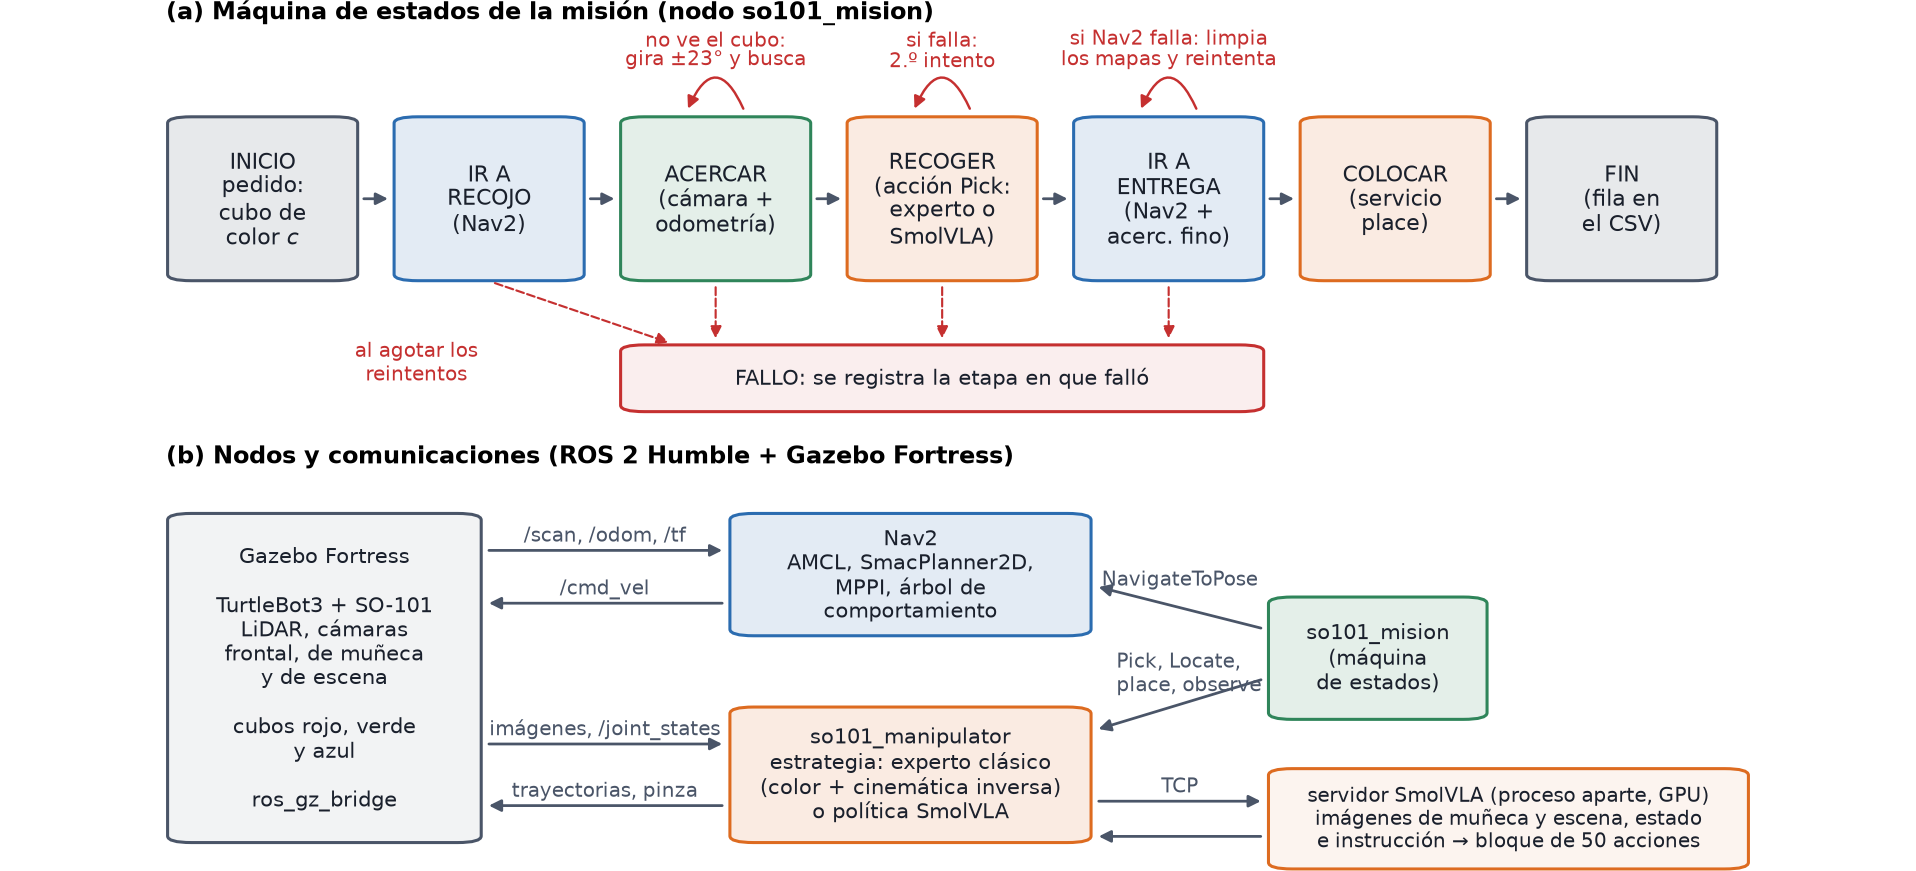 (a) Máquina de estados de la misión (nodo so101_mision)
no ve el cubo:
gira ±23° y busca
si falla:
2.º intento
si Nav2 falla: limpia
los mapas y reintenta
INICIO
pedido:
cubo de
color c
IR A
RECOJO
(Nav2)
ACERCAR
(cámara +
odometría)
RECOGER
(acción Pick:
experto o
SmolVLA)
IR A
ENTREGA
(Nav2 +
acerc. fino)
COLOCAR
(servicio
place)
FIN
(fila en
el CSV)
al agotar los
reintentos
FALLO: se registra la etapa en que falló
(b) Nodos y comunicaciones (ROS 2 Humble + Gazebo Fortress)
Gazebo Fortress
TurtleBot3 + SO-101
LiDAR, cámaras
frontal, de muñeca
y de escena
cubos rojo, verde
y azul
ros_gz_bridge
/scan, /odom, /tf
/cmd_vel
imágenes, /joint_states
trayectorias, pinza
Nav2
AMCL, SmacPlanner2D,
MPPI, árbol de
comportamiento
so101_manipulator
estrategia: experto clásico
(color + cinemática inversa)
o política SmolVLA
NavigateToPose
Pick, Locate,
place, observe
TCP
so101_mision
(máquina
de estados)
servidor SmolVLA (proceso aparte, GPU)
imágenes de muñeca y escena, estado
e instrucción → bloque de 50 acciones